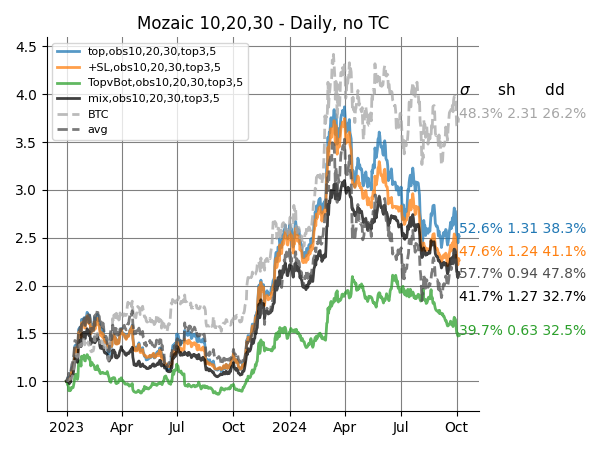 Mozaic 10,20,30 - Daily, no TC
top,obs10,20,30,top3,5
+SL,obs10,20,30,top3,5
TopvBot,obs10,20,30,top3,5
mix,obs10,20,30,top3,5
BTC
avg
σ sh dd
48.3% 2.31 26.2%
52.6% 1.31 38.3%
47.6% 1.24 41.1%
57.7% 0.94 47.8%
41.7% 1.27 32.7%
39.7% 0.63 32.5%
4.5
4.0
3.5
3.0
2.5
2.0
1.5
1.0
2023 Apr Jul Oct 2024 Apr Jul Oct